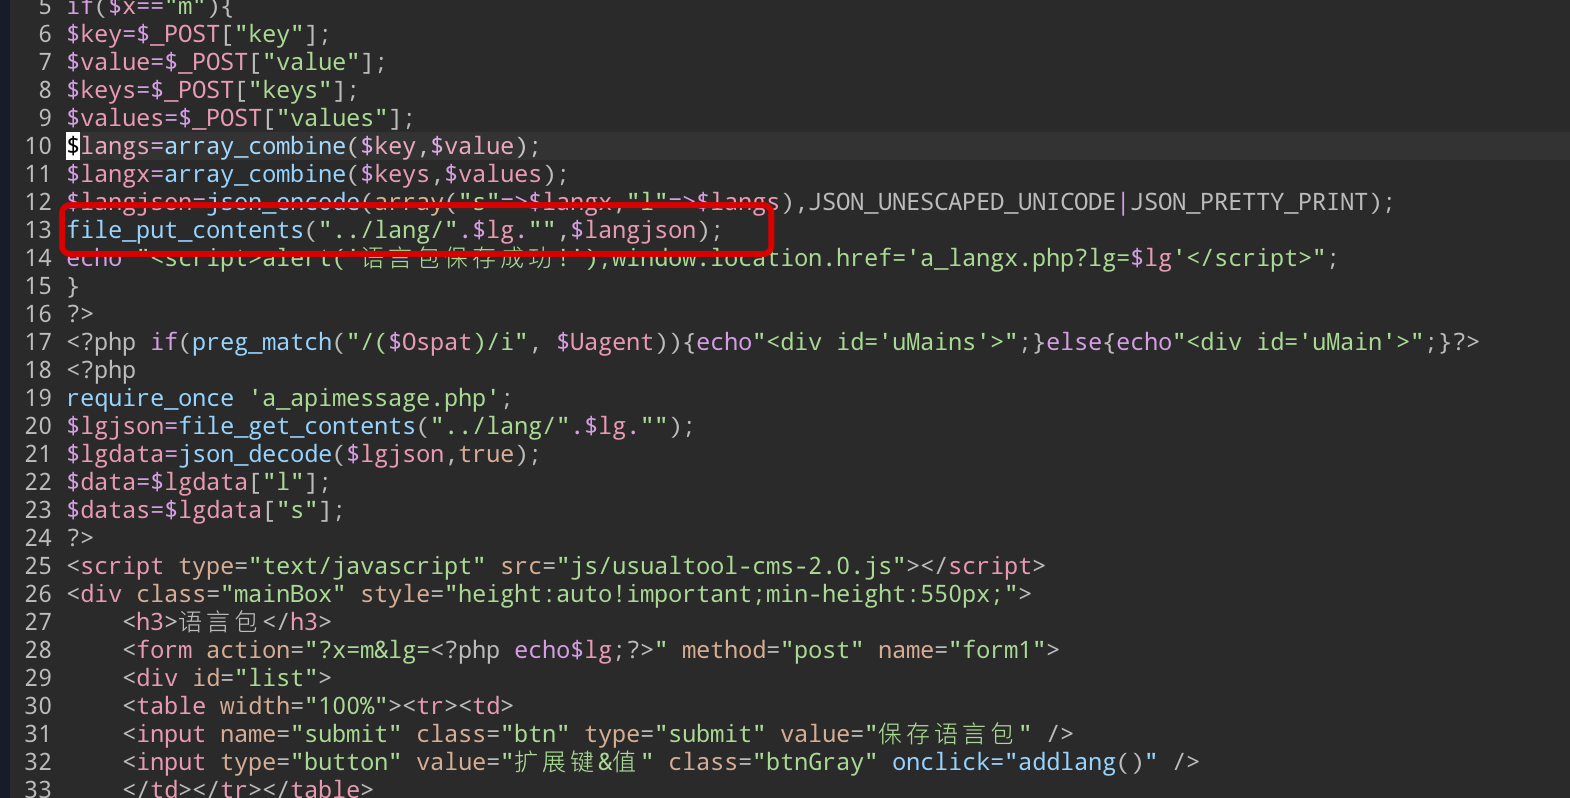 5 if($x=="m"){
6 $key=$_POST["key"];
7 $value=$_POST["value"];
8 $keys=$_POST["keys"];
9 $values=$_POST["values"];
10 $langs=array_combine($key,$value);
11 $langx=array_combine($keys,$values);
12 $langjson=json_encode(array("s"=>$langx,"l"=>$langs),JSON_UNESCAPED_UNICODE|JSON_PRETTY_PRINT);
13 file_put_contents("../lang/".$lg."",$langjson);
14 echo "<script>alert('语言包保存成功!');window.location.href='a_langx.php?lg=$lg'</script>";
15 }
16 ?>
17 <?php if(preg_match("/($Ospat)/i", $Uagent)){echo"<div id='uMains'>";}else{echo"<div id='uMain'>";}?>
18 <?php
19 require_once 'a_apimessage.php';
20 $lgjson=file_get_contents("../lang/".$lg."");
21 $lgdata=json_decode($lgjson,true);
22 $data=$lgdata["l"];
23 $datas=$lgdata["s"];
24 ?>
25 <script type="text/javascript" src="js/usualtool-cms-2.0.js"></script>
26 <div class="mainBox" style="height:auto!important;min-height:550px;">
27     <h3>语言包</h3>
28     <form action="?x=m&lg=<?php echo$lg;?>" method="post" name="form1">
29     <div id="list">
30     <table width="100%"><tr><td>
31     <input name="submit" class="btn" type="submit" value="保存语言包" />
32     <input type="button" value="扩展键&值" class="btnGray" onclick="addlang()" />
33     </td></tr></table>